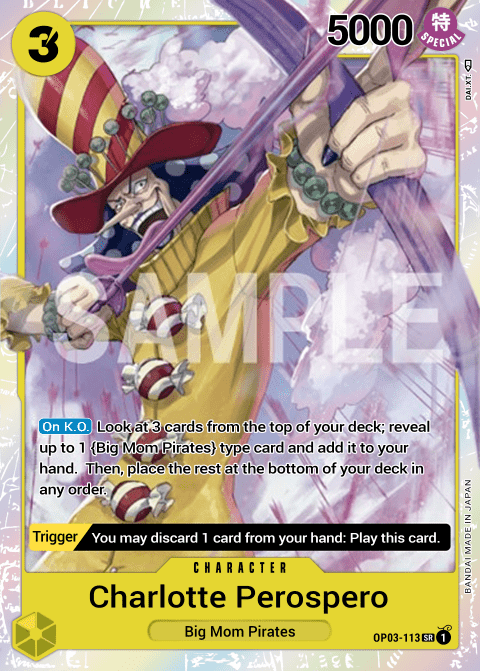 3
5000
特
SPECIAL
DAI.XT.
SAMPLE
On K.O. Look at 3 cards from the top of your deck; reveal
up to 1 {Big Mom Pirates} type card and add it to your
hand. Then, place the rest at the bottom of your deck in
any order.
Trigger You may discard 1 card from your hand: Play this card.
BANDAI MADE IN JAPAN
CHARACTER
Charlotte Perospero
Big Mom Pirates
OP03-113 SR 1